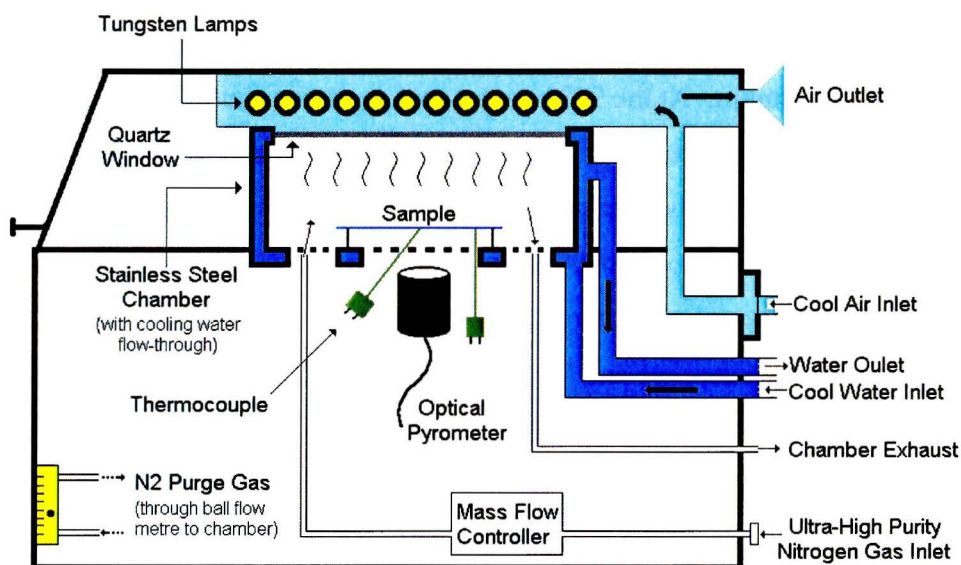 Tungsten Lamps
Air Outlet
Quartz
Window
Sample
Stainless Steel
Chamber
(with cooling water
flow-through)
Cool Air Inlet
Water Oulet
Cool Water Inlet
Thermocouple
Optical
Pyrometer
Chamber Exhaust
N2 Purge Gas
(through ball flow
metre to chamber)
Mass Flow
Controller
Ultra-High Purity
Nitrogen Gas Inlet